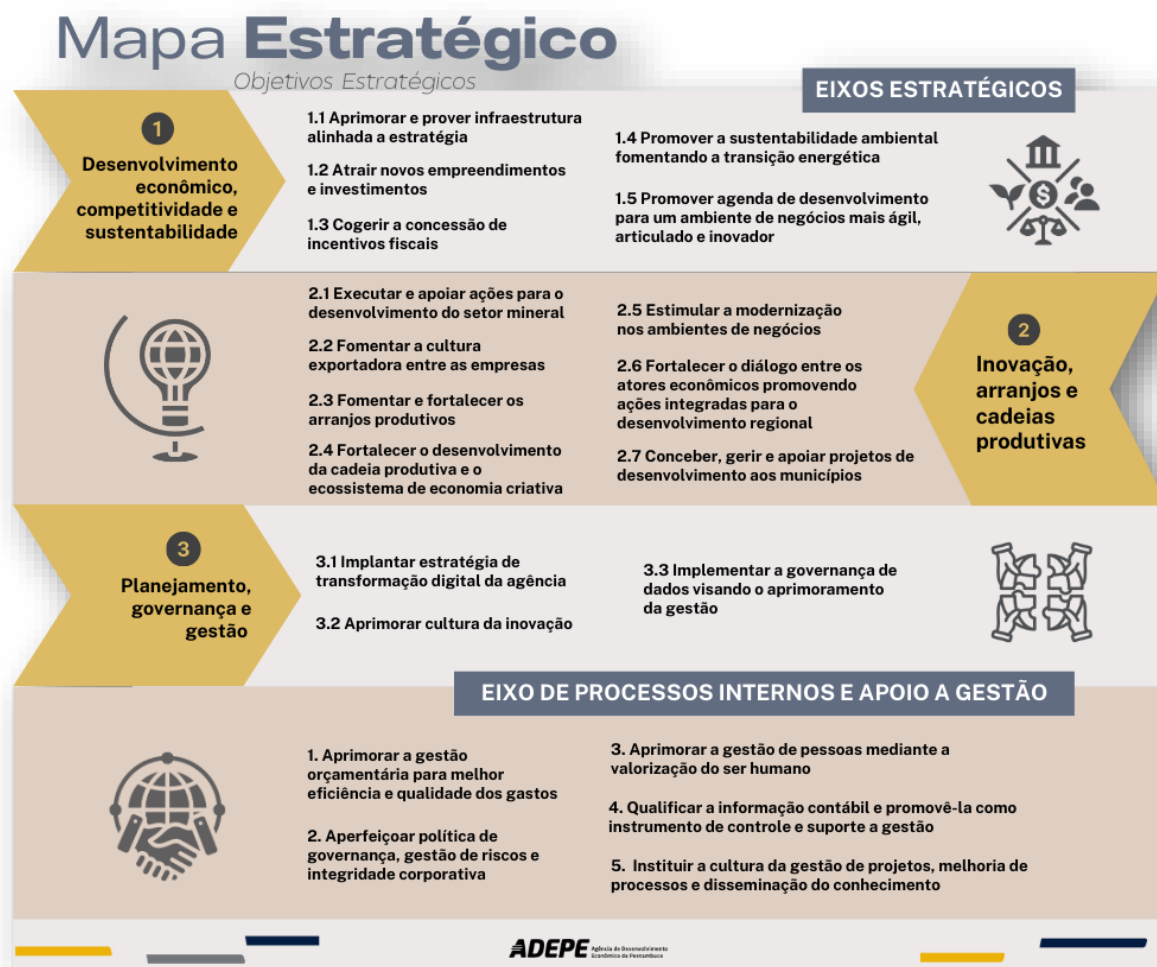 Mapa Estratégico
Objetivos Estratégicos
EIXOS ESTRATÉGICOS
1
Desenvolvimento
econômico,
competitividade e
sustentabilidade
1.1 Aprimorar e prover infraestrutura
alinhada a estratégia
1.2 Atrair novos empreendimentos
e investimentos
1.3 Cogerir a concessão de
incentivos fiscais
1.4 Promover a sustentabilidade ambiental
fomentando a transição energética
1.5 Promover agenda de desenvolvimento
para um ambiente de negócios mais ágil,
articulado e inovador
$
2.1 Executar e apoiar ações para o
desenvolvimento do setor mineral
2.2 Fomentar a cultura
exportadora entre as empresas
2.3 Fomentar e fortalecer os
arranjos produtivos
2.4 Fortalecer o desenvolvimento
da cadeia produtiva e o
ecossistema de economia criativa
2.5 Estimular a modernização
nos ambientes de negócios
2.6 Fortalecer o diálogo entre os
atores econômicos promovendo
ações integradas para o
desenvolvimento regional
2.7 Conceber, gerir e apoiar projetos de
desenvolvimento aos municípios
2
Inovação,
arranjos e
cadeias
produtivas
3
Planejamento,
governança e
gestão
3.1 Implantar estratégia de
transformação digital da agência
3.2 Aprimorar cultura da inovação
3.3 Implementar a governança de
dados visando o aprimoramento
da gestão
EIXO DE PROCESSOS INTERNOS E APOIO A GESTÃO
1. Aprimorar a gestão
orçamentária para melhor
eficiência e qualidade dos gastos
2. Aperfeiçoar política de
governança, gestão de riscos e
integridade corporativa
3. Aprimorar a gestão de pessoas mediante a
valorização do ser humano
4. Qualificar a informação contábil e promovê-la como
instrumento de controle e suporte a gestão
5. Instituir a cultura da gestão de projetos, melhoria de
processos e disseminação do conhecimento
ADEPE
Agência de Desenvolvimento
Econômico de Pernambuco